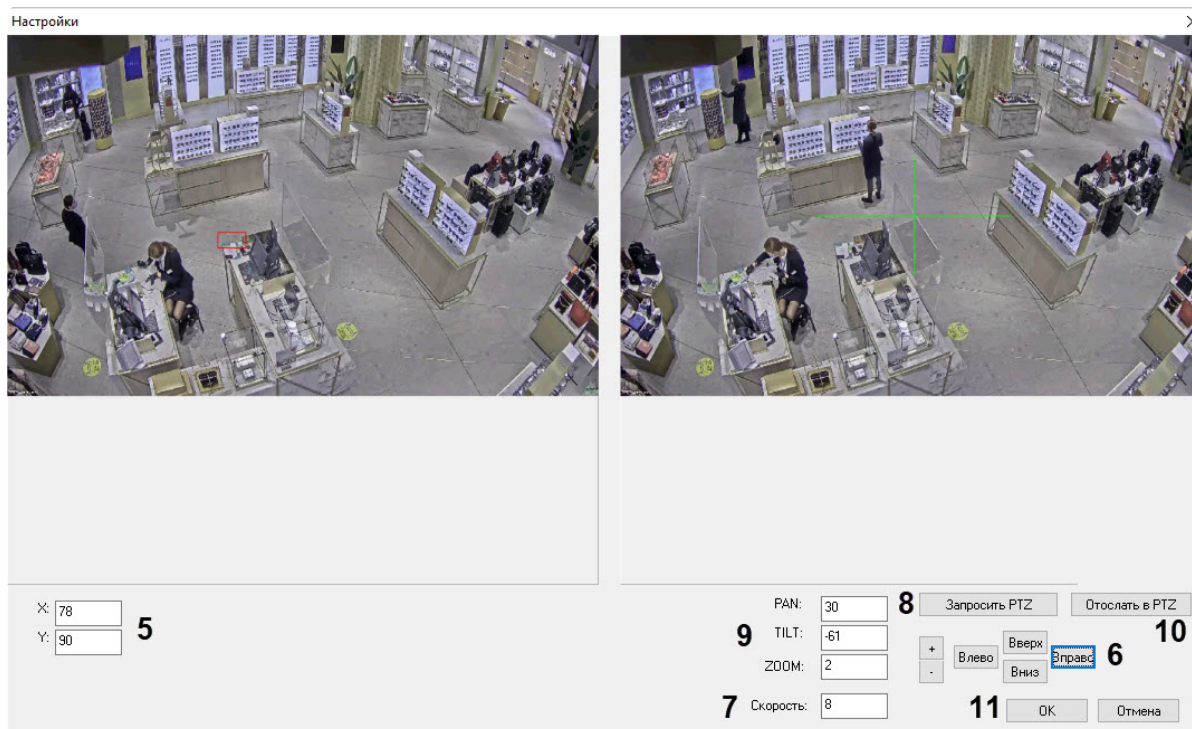 Настройки
X: 78
Y: 90
5
PAN: 30
TILT: -61
ZOOM: 2
9
7 Скорость: 8
8 Запросить PTZ
Отослать в PTZ
10
+
-
Влево
Вверх
Вниз
Вправо
6
11 OK
Отмена